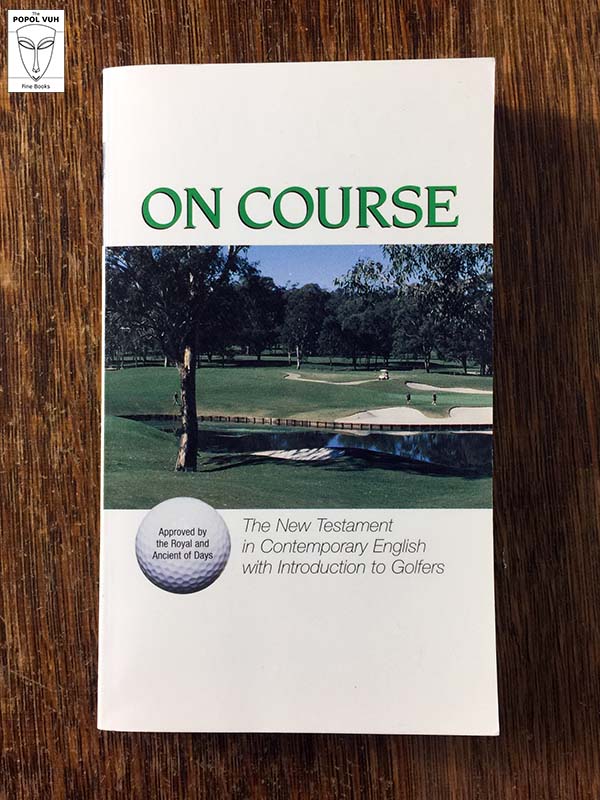 The
POPOL VUH
Fine Books
ON COURSE
Approved by
the Royal and
Ancient of Days
The New Testament
in Contemporary English
with Introduction to Golfers